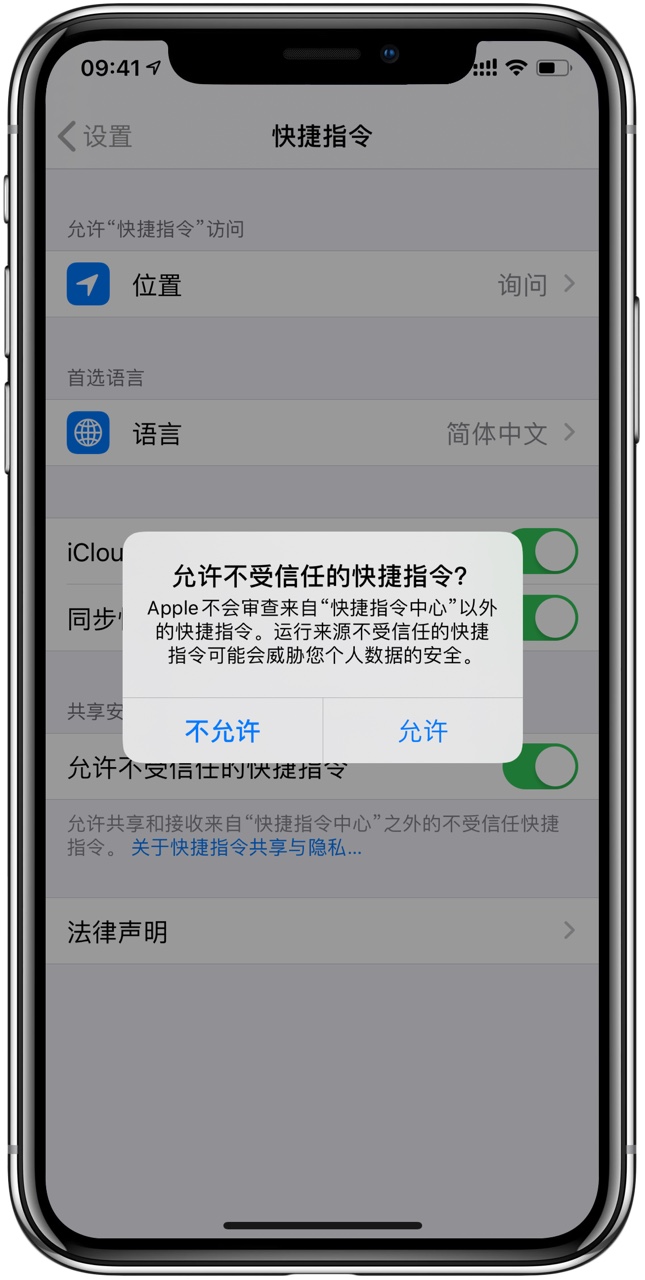 09:41
设置
快捷指令
允许“快捷指令”访问
位置
询问
首选语言
语言
简体中文
iClou
同步
允许不受信任的快捷指令?
Apple 不会审查来自“快捷指令中心”以外
的快捷指令。运行来源不受信任的快捷
指令可能会威胁您个人数据的安全。
不允许
允许
共享安
允许不受信任的快捷指令
允许共享和接收来自“快捷指令中心”之外的不受信任快捷
指令。 关于快捷指令共享与隐私...
法律声明